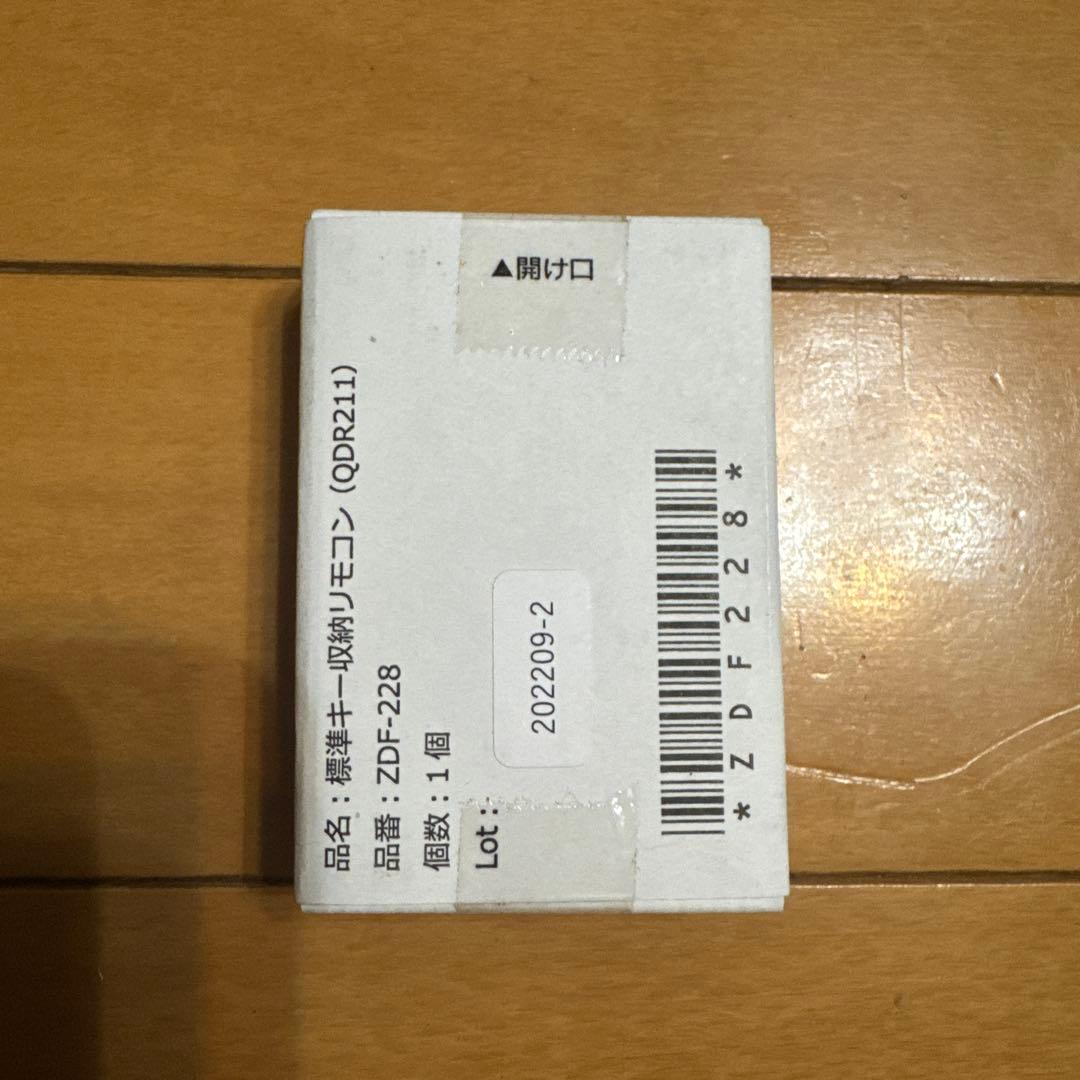 ▲開け口
品名：標準キー収納リモコン（QDR211）
品番：ZDF-228
個数：1個
Lot：
202209-2
*ZDF228*